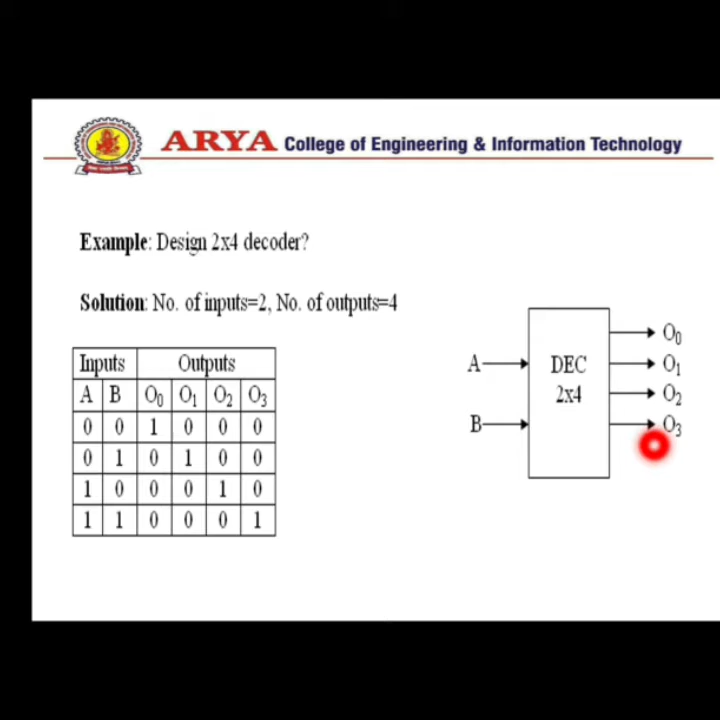 ARYA College of Engineering & Information Technology
Example: Design 2x4 decoder?
Solution: No. of inputs=2, No. of outputs=4
Inputs Outputs
A B O0 O1 O2 O3
0 0 1 0 0 0
0 1 0 1 0 0
1 0 0 0 1 0
1 1 0 0 0 1
A
B
DEC
2x4
O0
O1
O2
O3